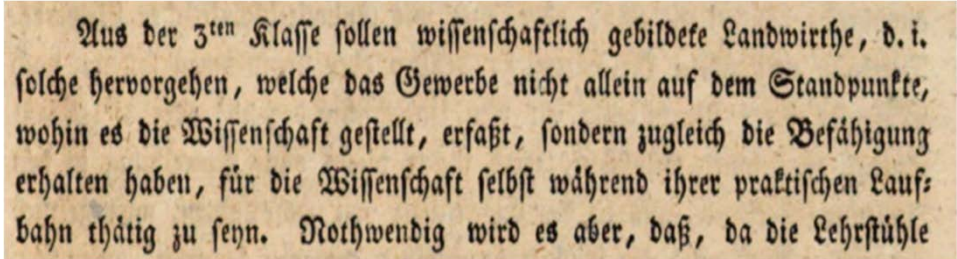 Aus der 3ten Klasse sollen wissenschaftlich gebildete Landwirthe, d. i.
solche hervorgehen, welche das Gewerbe nicht allein auf dem Standpunkte,
wohin es die Wissenschaft gestellt, erfaßt, sondern zugleich die Befähigung
erhalten haben, für die Wissenschaft selbst während ihrer praktischen Lauf-
bahn thätig zu seyn. Nothwendig wird es aber, daß, da die Lehrstühle